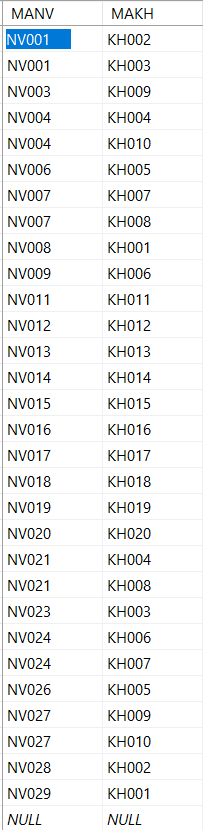 MANV MAKH
NV001 KH002
NV001 KH003
NV003 KH009
NV004 KH004
NV004 KH010
NV006 KH005
NV007 KH007
NV007 KH008
NV008 KH001
NV009 KH006
NV011 KH011
NV012 KH012
NV013 KH013
NV014 KH014
NV015 KH015
NV016 KH016
NV017 KH017
NV018 KH018
NV019 KH019
NV020 KH020
NV021 KH004
NV021 KH008
NV023 KH003
NV024 KH006
NV024 KH007
NV026 KH005
NV027 KH009
NV027 KH010
NV028 KH002
NV029 KH001
NULL NULL